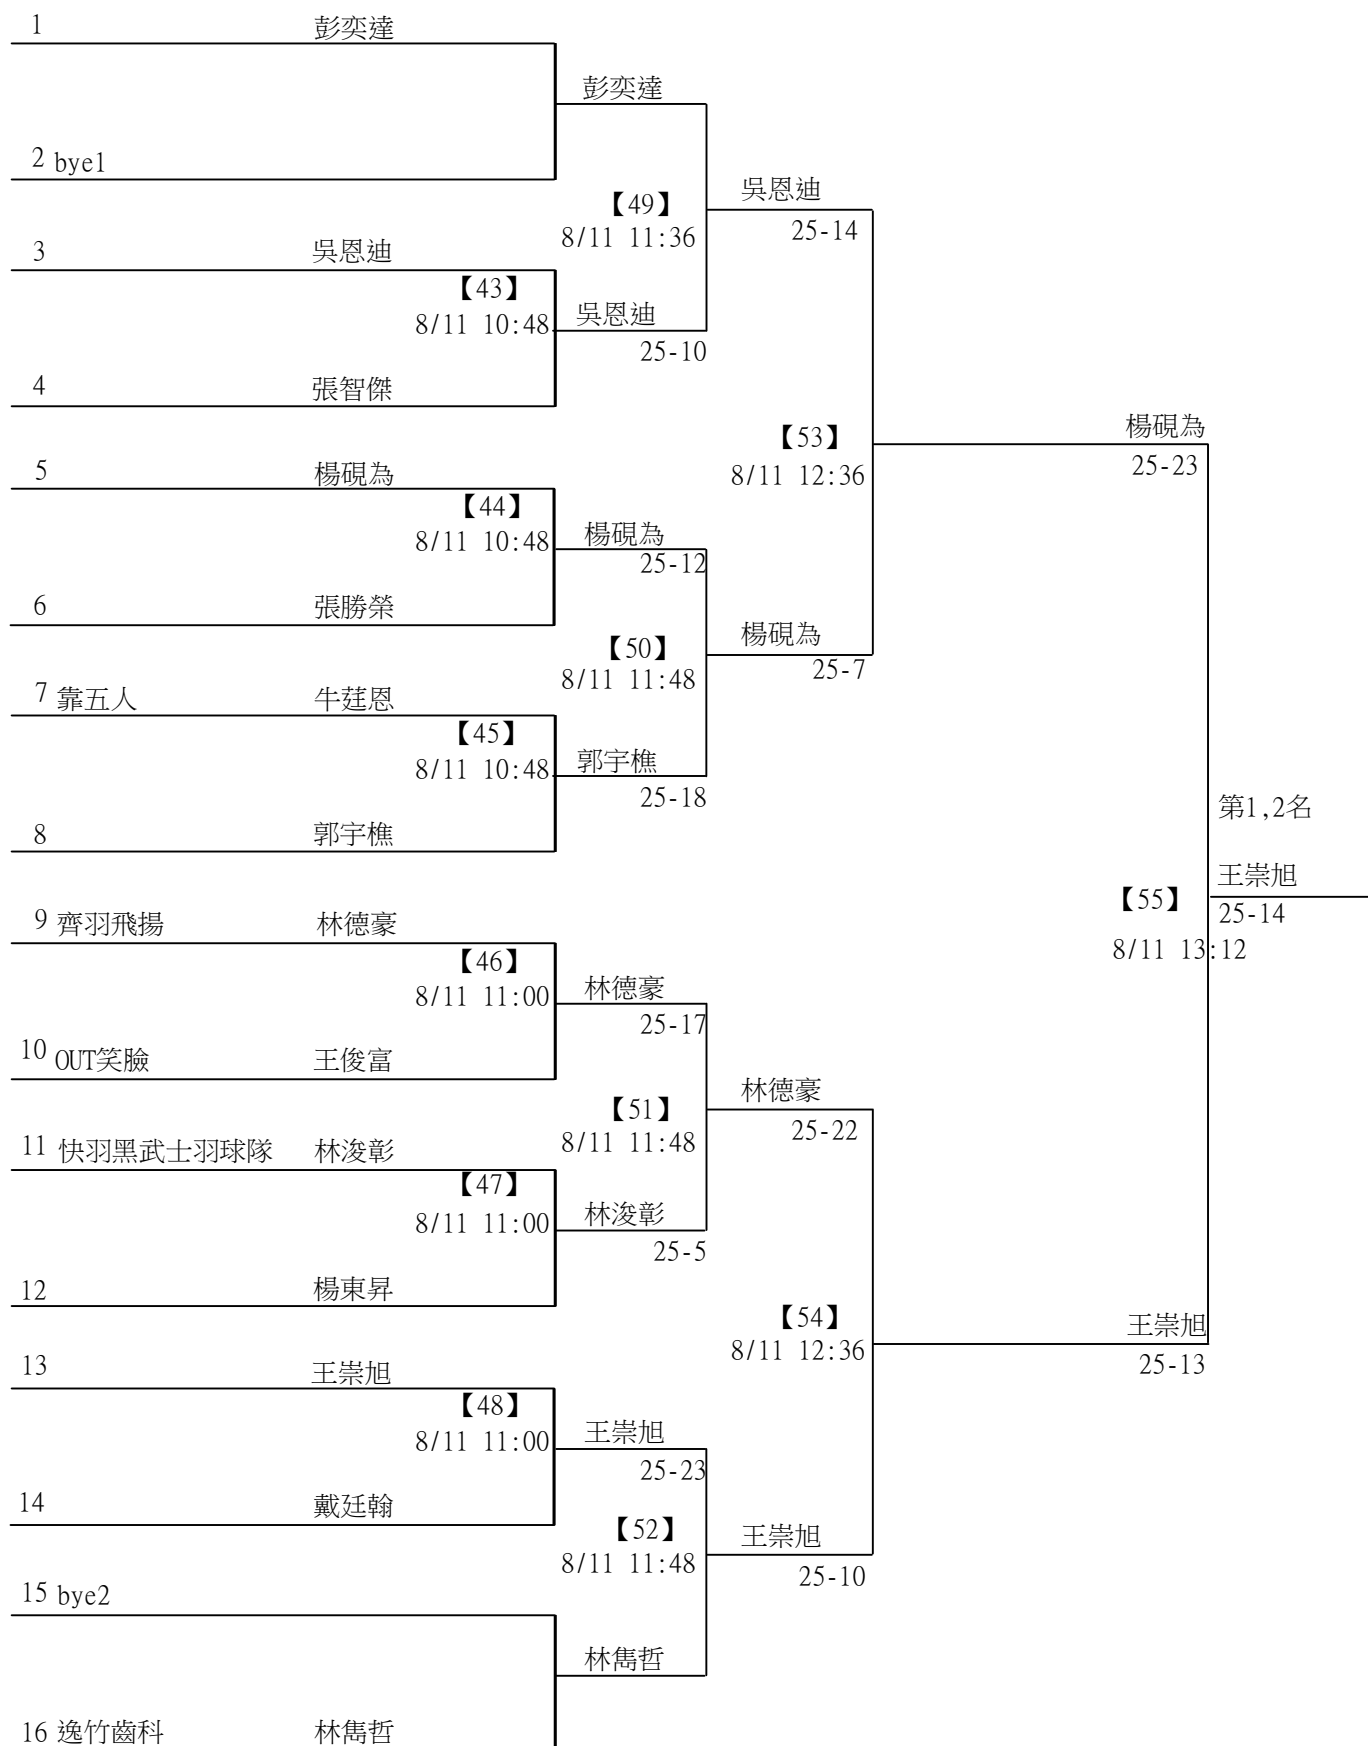 1 彭奕達
彭奕達
2 bye1
吳恩迪
【49】
25-14
8/11 11:36
3 吳恩迪
【43】
吳恩迪
8/11 10:48
25-10
4 張智傑
楊硯為
【53】
25-23
5 楊硯為
8/11 12:36
【44】
楊硯為
8/11 10:48
25-12
6 張勝榮
楊硯為
【50】
25-7
8/11 11:48
7 靠五人 牛莛恩
【45】
郭宇樵
8/11 10:48
25-18
第1,2名
8 郭宇樵
王崇旭
【55】
25-14
9 齊羽飛揚 林德豪
8/11 13:12
【46】
林德豪
8/11 11:00
25-17
10 OUT笑臉 王俊富
林德豪
【51】
25-22
8/11 11:48
11 快羽黑武士羽球隊 林浚彰
【47】
林浚彰
8/11 11:00
25-5
12 楊東昇
【54】
王崇旭
8/11 12:36
25-13
13 王崇旭
【48】
王崇旭
8/11 11:00
25-23
14 戴廷翰
【52】
王崇旭
8/11 11:48
25-10
15 bye2
林雋哲
16 逸竹齒科 林雋哲